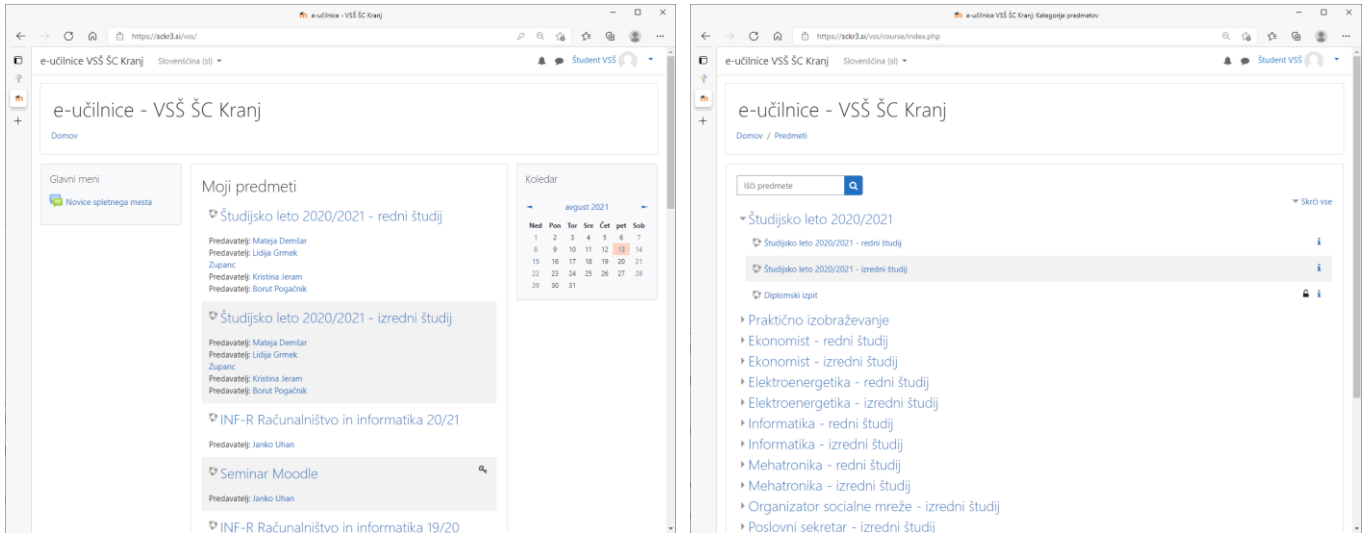 e-učilnice - VSŠ ŠC Kranj
https://sckr3.si/vss/
e-učilnice VSŠ ŠC Kranj Slovenščina (sl)
Študent VSŠ
e-učilnice - VSŠ ŠC Kranj
Domov
Glavni meni
Novice spletnega mesta
Moji predmeti
Študijsko leto 2020/2021 - redni študij
Predavatelj: Mateja Demšar
Predavatelj: Lidija Grmek
Zupanc
Predavatelj: Kristina Jeram
Predavatelj: Borut Pogačnik
Študijsko leto 2020/2021 - izredni študij
Predavatelj: Mateja Demšar
Predavatelj: Lidija Grmek
Zupanc
Predavatelj: Kristina Jeram
Predavatelj: Borut Pogačnik
INF-R Računalništvo in informatika 20/21
Predavatelj: Janko Uhan
Seminar Moodle
Predavatelj: Janko Uhan
INF-R Računalništvo in informatika 19/20
Koledar
avgust 2021
Ned Pon Tor Sre Čet pet Sob
1 2 3 4 5 6 7
8 9 10 11 12 13 14
15 16 17 18 19 20 21
22 23 24 25 26 27 28
29 30 31
e-učilnice VSŠ ŠC Kranj: Kategorije predmetov
https://sckr3.si/vss/course/index.php
e-učilnice VSŠ ŠC Kranj Slovenščina (sl)
Študent VSŠ
e-učilnice - VSŠ ŠC Kranj
Domov / Predmeti
Išči predmete
Skrči vse
Študijsko leto 2020/2021
Študijsko leto 2020/2021 - redni študij
Študijsko leto 2020/2021 - izredni študij
Diplomski izpit
Praktično izobraževanje
Ekonomist - redni študij
Ekonomist - izredni študij
Elektroenergetika - redni študij
Elektroenergetika - izredni študij
Informatika - redni študij
Informatika - izredni študij
Mehatronika - redni študij
Mehatronika - izredni študij
Organizator socialne mreže - izredni študij
Poslovni sekretar - izredni študij